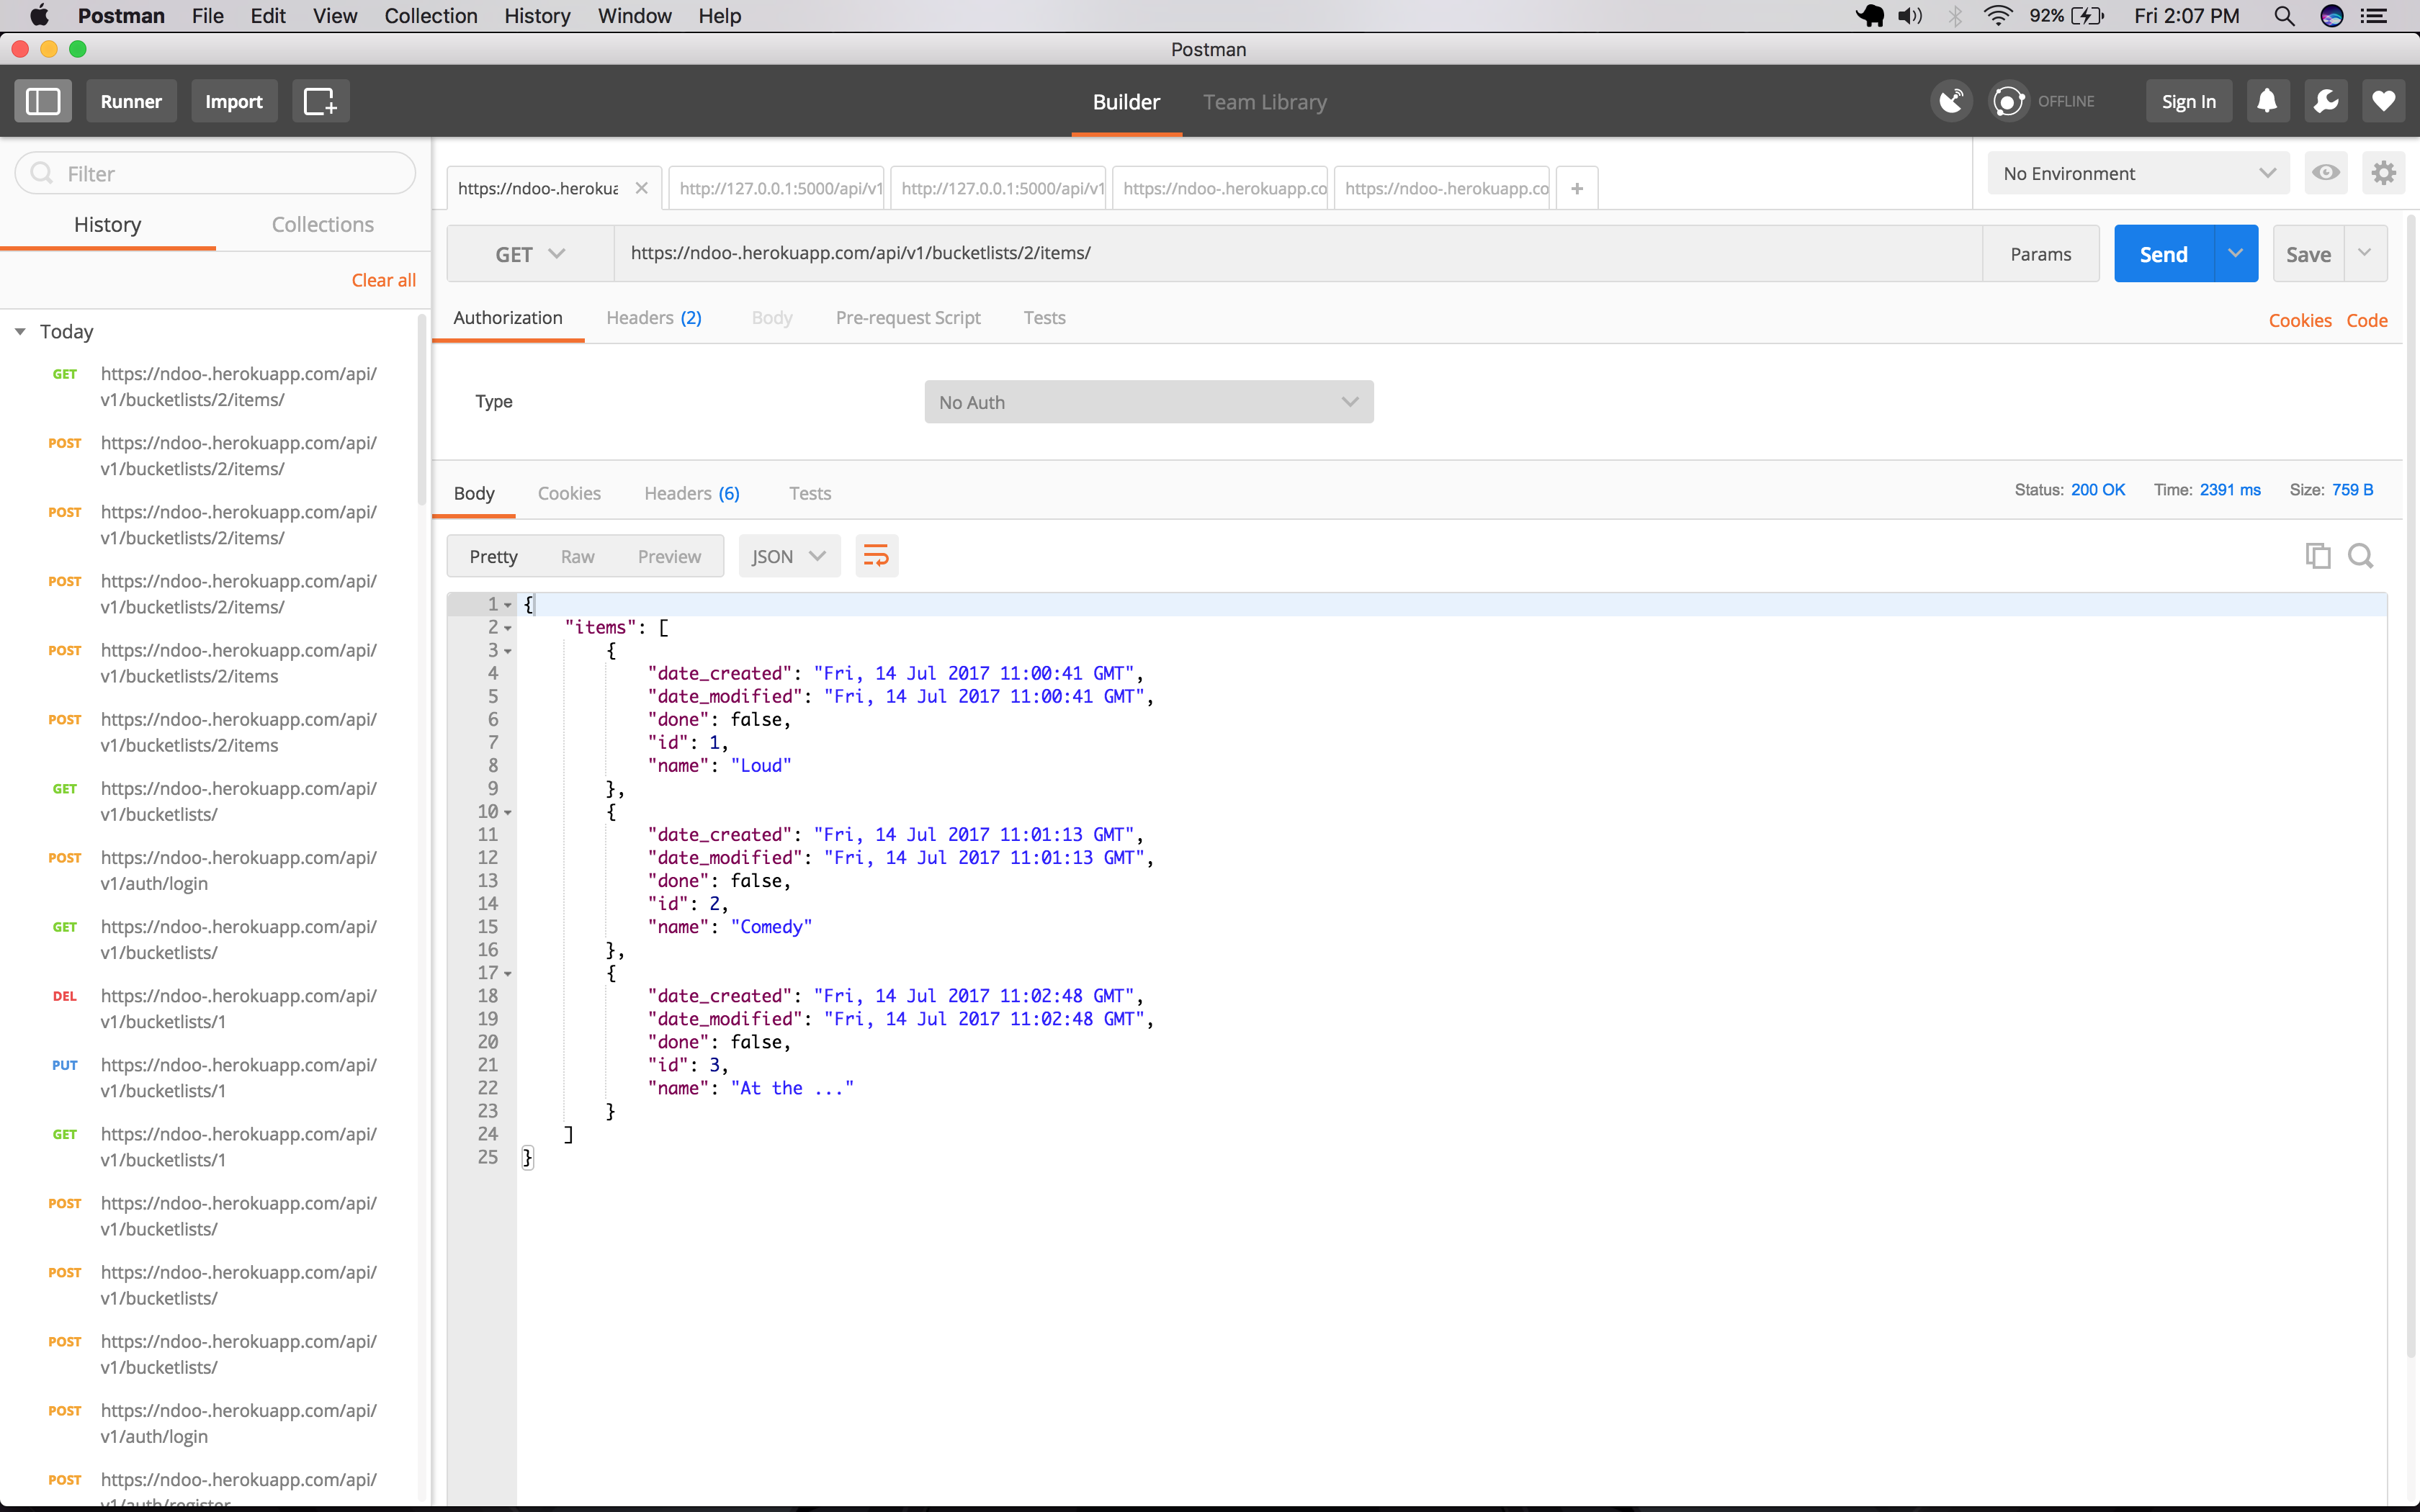 Postman File Edit View Collection History Window Help 92% Fri 2:07 PM
Postman
Runner Import Builder Team Library OFFLINE Sign In
Filter
History Collections
Clear all
Today
GET https://ndoo-.herokuapp.com/api/
v1/bucketlists/2/items/
POST https://ndoo-.herokuapp.com/api/
v1/bucketlists/2/items/
POST https://ndoo-.herokuapp.com/api/
v1/bucketlists/2/items/
POST https://ndoo-.herokuapp.com/api/
v1/bucketlists/2/items/
POST https://ndoo-.herokuapp.com/api/
v1/bucketlists/2/items
POST https://ndoo-.herokuapp.com/api/
v1/bucketlists/2/items
GET https://ndoo-.herokuapp.com/api/
v1/bucketlists/
POST https://ndoo-.herokuapp.com/api/
v1/auth/login
GET https://ndoo-.herokuapp.com/api/
v1/bucketlists/
DEL https://ndoo-.herokuapp.com/api/
v1/bucketlists/1
PUT https://ndoo-.herokuapp.com/api/
v1/bucketlists/1
GET https://ndoo-.herokuapp.com/api/
v1/bucketlists/1
POST https://ndoo-.herokuapp.com/api/
v1/bucketlists/
POST https://ndoo-.herokuapp.com/api/
v1/bucketlists/
POST https://ndoo-.herokuapp.com/api/
v1/bucketlists/
POST https://ndoo-.herokuapp.com/api/
v1/auth/login
POST https://ndoo-.herokuapp.com/api/
v1/auth/register
https://ndoo-.herokua http://127.0.0.1:5000/api/v1 http://127.0.0.1:5000/api/v1 https://ndoo-.herokuapp.co https://ndoo-.herokuapp.co + No Environment
GET https://ndoo-.herokuapp.com/api/v1/bucketlists/2/items/ Params Send Save
Authorization Headers (2) Body Pre-request Script Tests Cookies Code
Type No Auth
Body Cookies Headers (6) Tests Status: 200 OK Time: 2391 ms Size: 759 B
Pretty Raw Preview JSON
1 {
2 "items": [
3 {
4 "date_created": "Fri, 14 Jul 2017 11:00:41 GMT",
5 "date_modified": "Fri, 14 Jul 2017 11:00:41 GMT",
6 "done": false,
7 "id": 1,
8 "name": "Loud"
9 },
10 {
11 "date_created": "Fri, 14 Jul 2017 11:01:13 GMT",
12 "date_modified": "Fri, 14 Jul 2017 11:01:13 GMT",
13 "done": false,
14 "id": 2,
15 "name": "Comedy"
16 },
17 {
18 "date_created": "Fri, 14 Jul 2017 11:02:48 GMT",
19 "date_modified": "Fri, 14 Jul 2017 11:02:48 GMT",
20 "done": false,
21 "id": 3,
22 "name": "At the ..."
23 }
24 ]
25 }